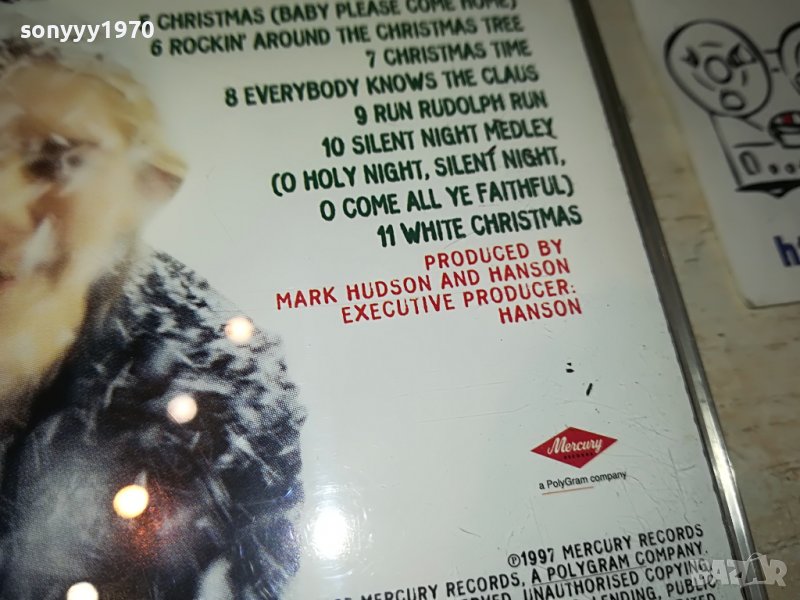 sonyyy1970
5 CHRISTMAS (BABY PLEASE COME HOME)
6 ROCKIN' AROUND THE CHRISTMAS TREE
7 CHRISTMAS TIME
8 EVERYBODY KNOWS THE CLAUS
9 RUN RUDOLPH RUN
10 SILENT NIGHT MEDLEY
(O HOLY NIGHT, SILENT NIGHT,
O COME ALL YE FAITHFUL)
11 WHITE CHRISTMAS
PRODUCED BY
MARK HUDSON AND HANSON
EXECUTIVE PRODUCER:
HANSON
Mercury
RECORDS
a PolyGram company
℗1997 MERCURY RECORDS
MERCURY RECORDS, A POLYGRAM COMPANY.
UNAUTHORISED COPYING,
LENDING, PUBLIC
BAZAR